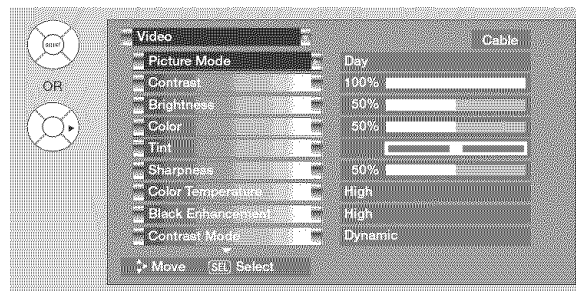 Video
Cable
SELECT
OR
Picture Mode Day
Contrast 100%
Brightness 50%
Color 50%
Tint
Sharpness 50%
Color Temperature High
Black Enhancement High
Contrast Mode Dynamic
Move SEL Select